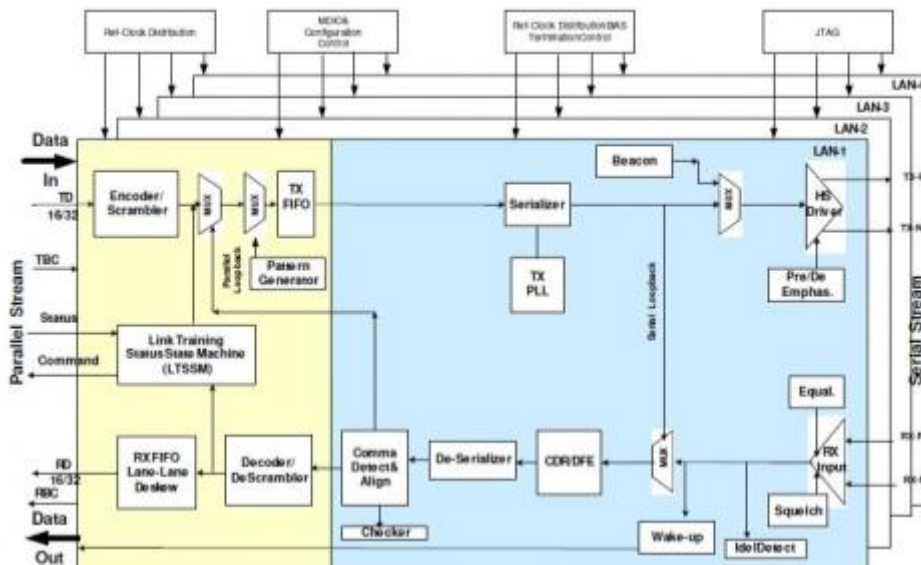 Ref-Clock Distribution
MDIO&
Configuration
Control
Ref-Clock Distribution BIAS
Termination Control
JTAG
LAN-4
LAN-3
LAN-2
LAN-1
Data
In
TD
16/32
TBC
Status
Command
Parallel Stream
RD
16/32
RBC
Data
Out
Encoder/
Scrambler
MUX
MUX
TX
FIFO
Parallel
Loopback
Pattern
Generator
Link Training
Status State Machine
(LTSSM)
RX FIFO
Lane-Lane
Deskew
Decoder/
DeScrambler
Comma
Detect &
Align
Checker
De-Serializer
CDR/DFE
MUX
Serializer
TX
PLL
Serial Loopback
Beacon
MUX
HS
Driver
Pre/De
Emphas.
Equal.
RX
Input
Squelch
Wake-up
IdelDetect
Serial Stream